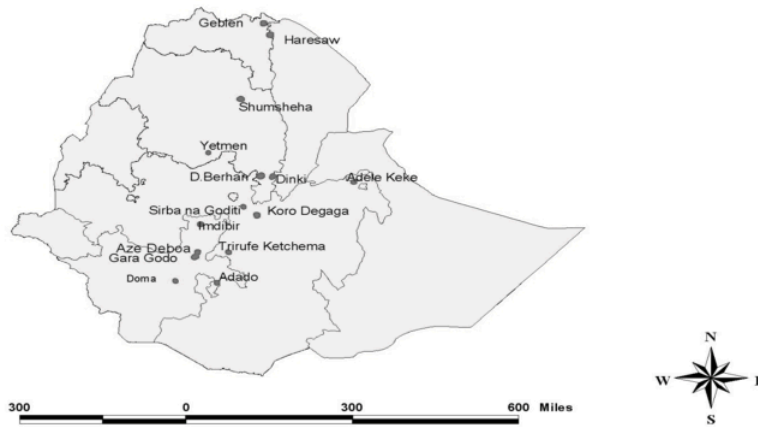 Geblen
Haresaw
Shumsheha
Yetmen
D.Berhan
Dinki
Adele Keke
Sirba na Goditi
Koro Degaga
Imdibir
Aze Deboa
Trirufe Ketchema
Gara Godo
Doma
Adado
N
W
S
300 0 300 600 Miles